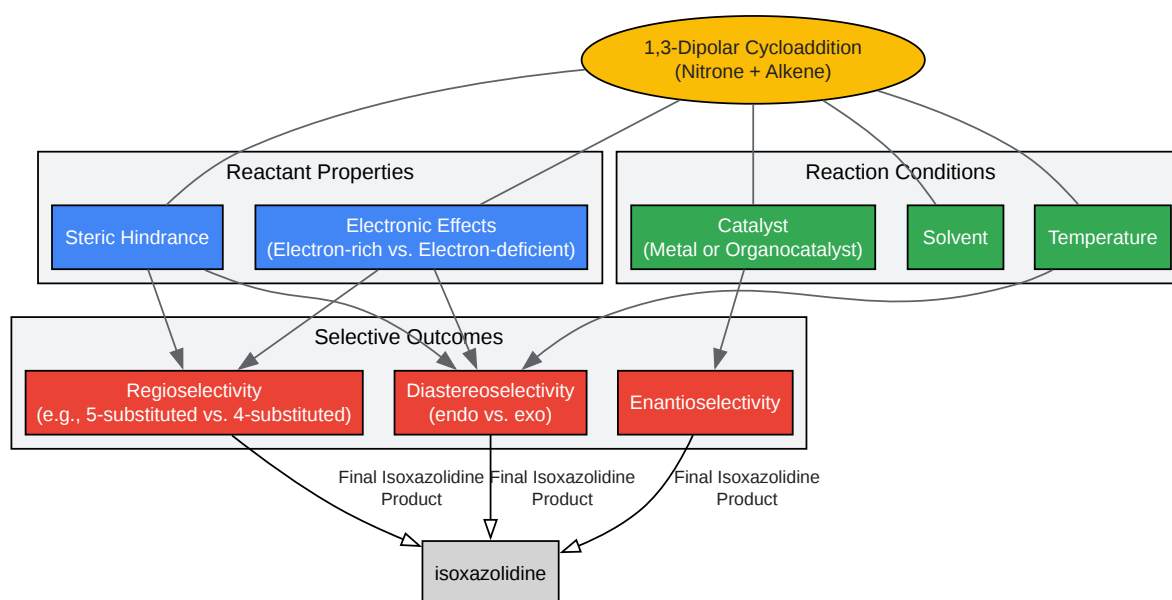 1,3-Dipolar Cycloaddition
(Nitrone + Alkene)
Reactant Properties
Reaction Conditions
Steric Hindrance
Electronic Effects
(Electron-rich vs. Electron-deficient)
Catalyst
(Metal or Organocatalyst)
Solvent
Temperature
Selective Outcomes
Regioselectivity
(e.g., 5-substituted vs. 4-substituted)
Diastereoselectivity
(endo vs. exo)
Enantioselectivity
Final Isoxazolidine
Product
Final Isoxazolidine
Product
Final Isoxazolidine
Product
isoxazolidine